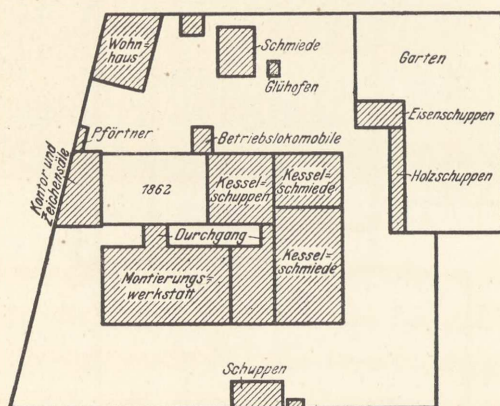 Wohn=
haus
Schmiede
Glühofen
Garten
Eisenschuppen
Pförtner
Betriebslokomobile
Kontor und
Zeichensäle
1862
Kessel=
schuppen
Kessel=
schmiede
Holzschuppen
Durchgang
Kessel=
schmiede
Montierungs=
werkstatt
Schuppen